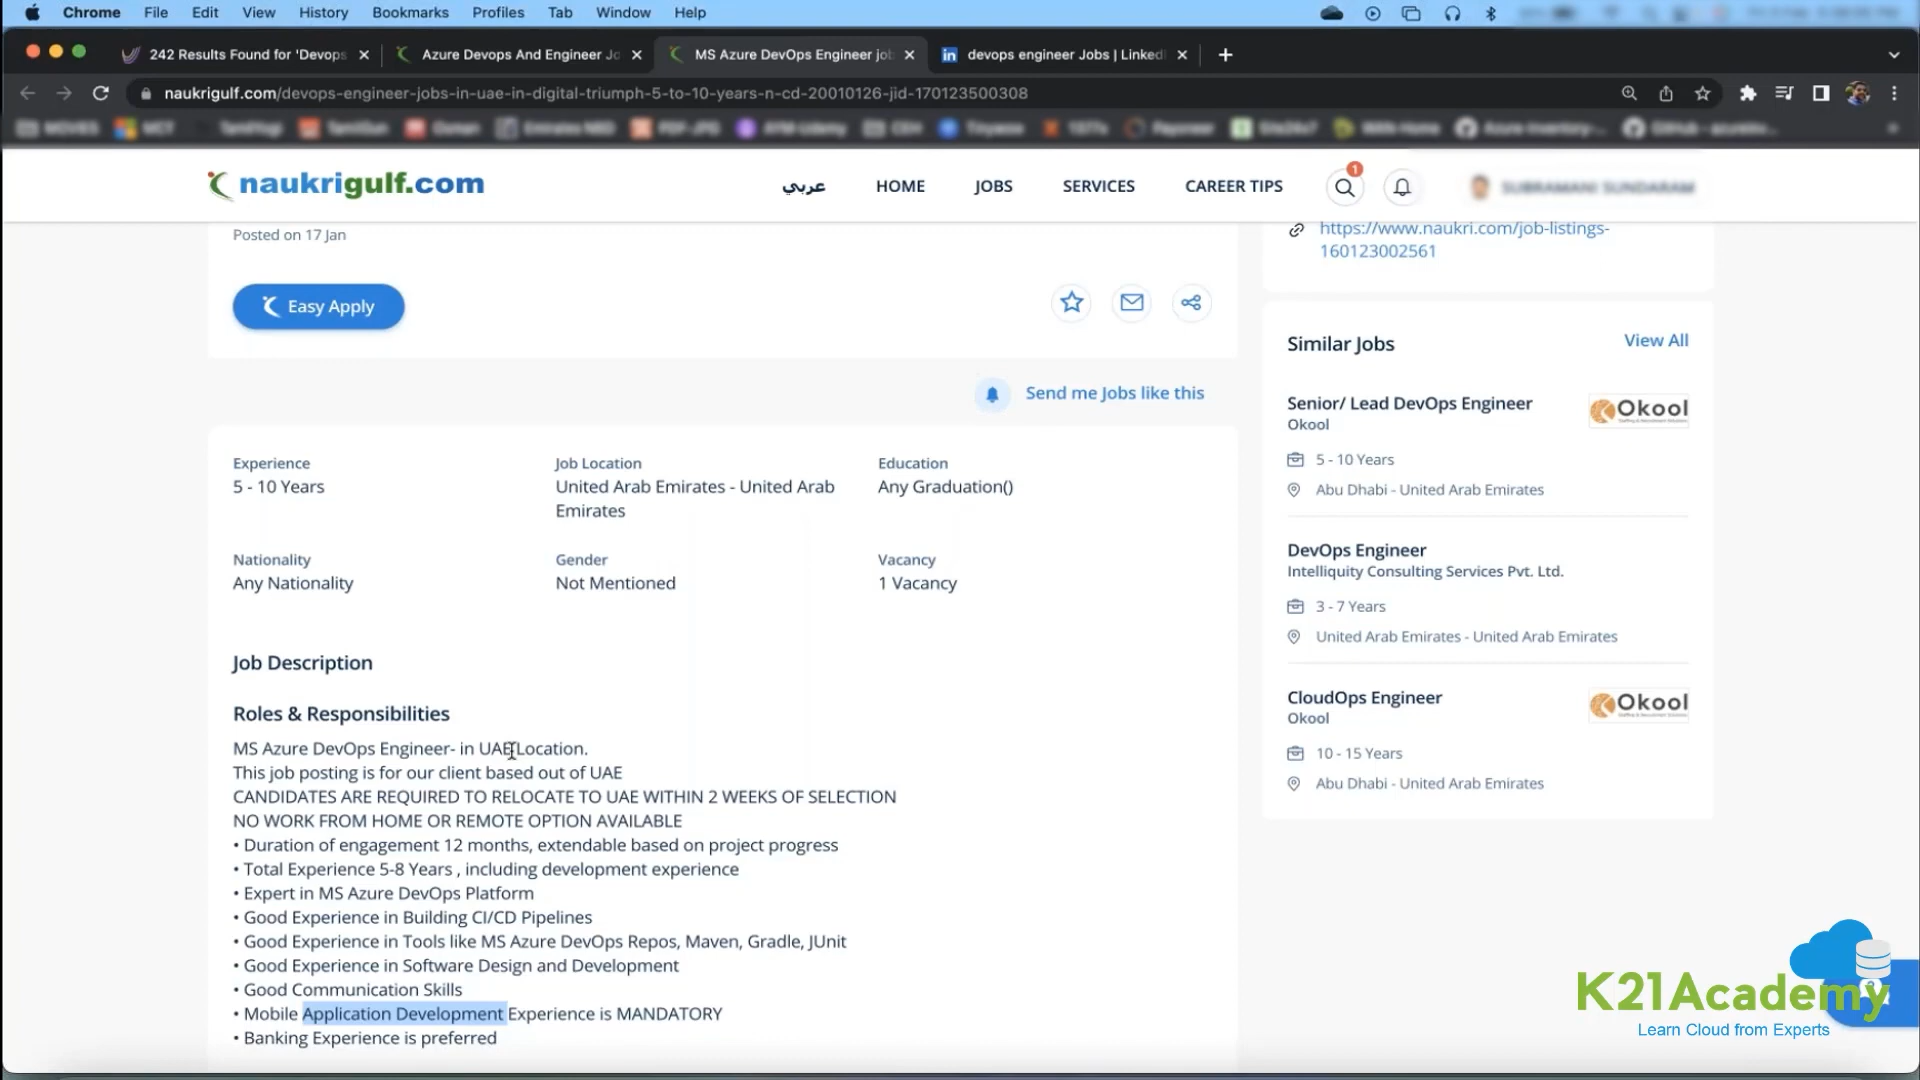 Chrome File Edit View History Bookmarks Profiles Tab Window Help
242 Results Found for 'Devops
Azure Devops And Engineer Jo
MS Azure DevOps Engineer job
devops engineer Jobs | Linked
naukrigulf.com/devops-engineer-jobs-in-uae-in-digital-triumph-5-to-10-years-n-cd-20010126-jid-170123500308
naukrigulf.com
عربي HOME JOBS SERVICES CAREER TIPS 1 SUBRAMANI SUNDARAM
Posted on 17 Jan
Easy Apply
Send me Jobs like this
Experience
5 - 10 Years
Job Location
United Arab Emirates - United Arab
Emirates
Education
Any Graduation()
Nationality
Any Nationality
Gender
Not Mentioned
Vacancy
1 Vacancy
Job Description
Roles & Responsibilities
MS Azure DevOps Engineer- in UAE Location.
This job posting is for our client based out of UAE
CANDIDATES ARE REQUIRED TO RELOCATE TO UAE WITHIN 2 WEEKS OF SELECTION
NO WORK FROM HOME OR REMOTE OPTION AVAILABLE
• Duration of engagement 12 months, extendable based on project progress
• Total Experience 5-8 Years , including development experience
• Expert in MS Azure DevOps Platform
• Good Experience in Building CI/CD Pipelines
• Good Experience in Tools like MS Azure DevOps Repos, Maven, Gradle, JUnit
• Good Experience in Software Design and Development
• Good Communication Skills
• Mobile Application Development Experience is MANDATORY
• Banking Experience is preferred
https://www.naukri.com/job-listings-
160123002561
Similar Jobs
View All
Senior/ Lead DevOps Engineer
Okool
Okool
5 - 10 Years
Abu Dhabi - United Arab Emirates
DevOps Engineer
Intelliquity Consulting Services Pvt. Ltd.
3 - 7 Years
United Arab Emirates - United Arab Emirates
CloudOps Engineer
Okool
Okool
10 - 15 Years
Abu Dhabi - United Arab Emirates
K21Academy
Learn Cloud from Experts